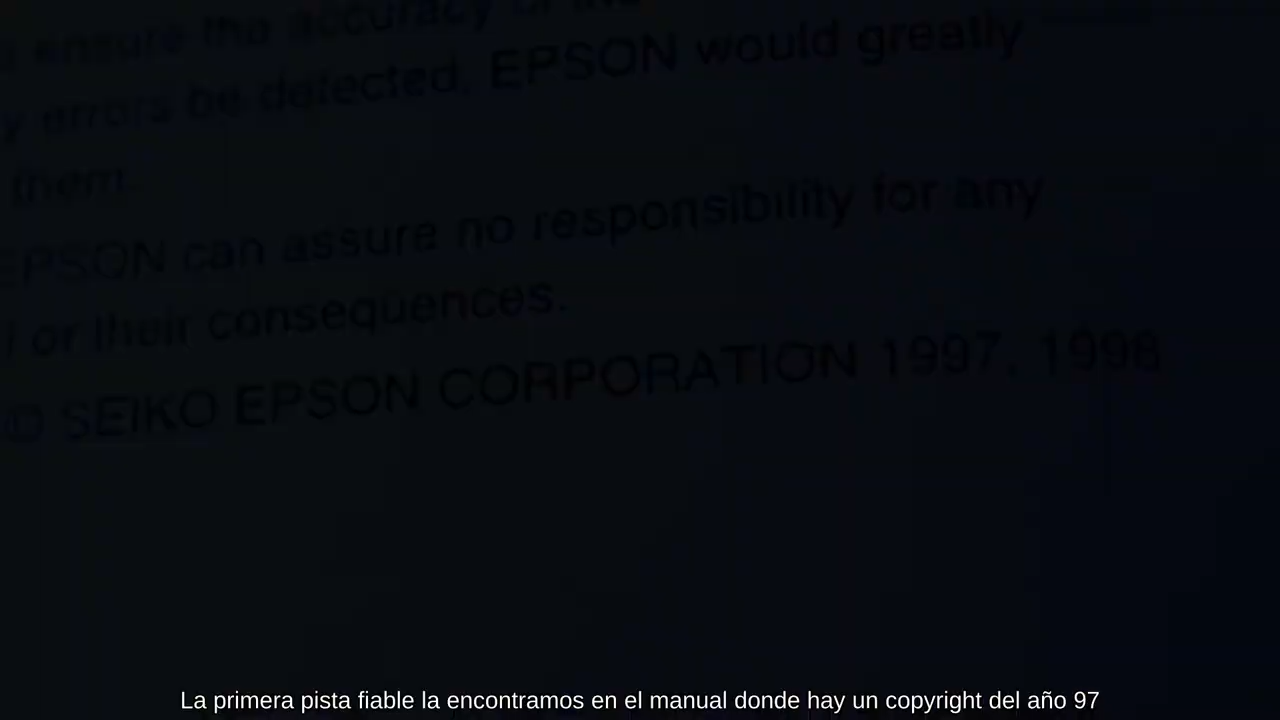 ensure the accuracy of the
y errors be detected, EPSON would greatly
them.
EPSON can assure no responsibility for any
l or their consequences.
© SEIKO EPSON CORPORATION 1997, 1998
La primera pista fiable la encontramos en el manual donde hay un copyright del año 97